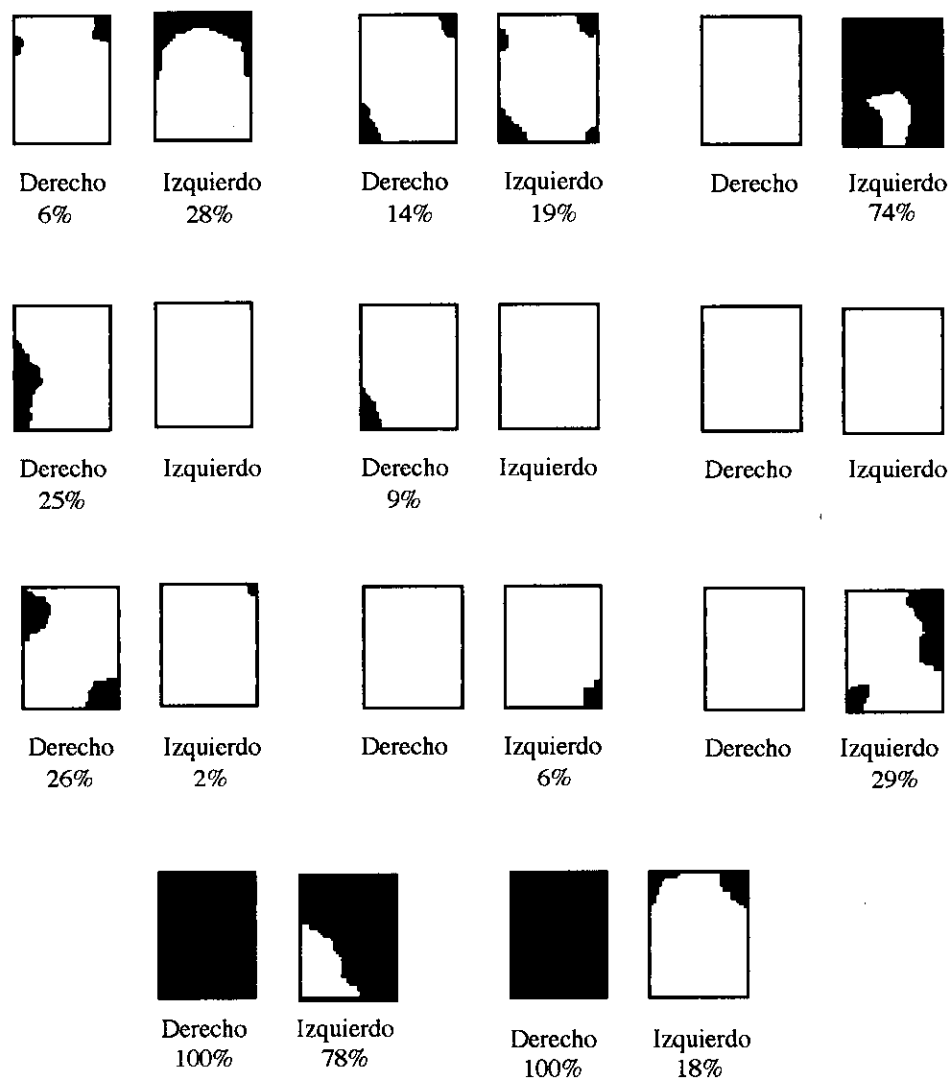 Derecho Izquierdo Derecho Izquierdo Derecho Izquierdo
6% 28% 14% 19% 74%
Derecho Izquierdo Derecho Izquierdo Derecho Izquierdo
25% 9%
Derecho Izquierdo Derecho Izquierdo Derecho Izquierdo
26% 2% 6% 29%
Derecho Izquierdo Derecho Izquierdo
100% 78% 100% 18%